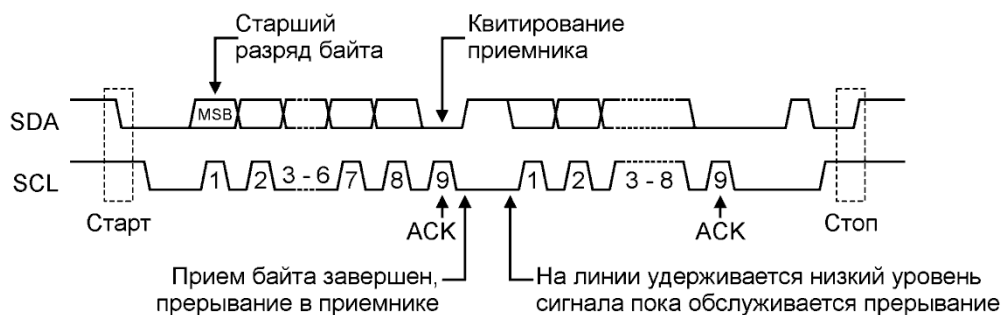 Старший
разряд байта
Квитирование
приемника
SDA
MSB
SCL
1 2 3 - 6 7 8 9 1 2 3 - 8 9
Старт
ACK
ACK
Стоп
Прием байта завершен,
прерывание в приемнике
На линии удерживается низкий уровень
сигнала пока обслуживается прерывание